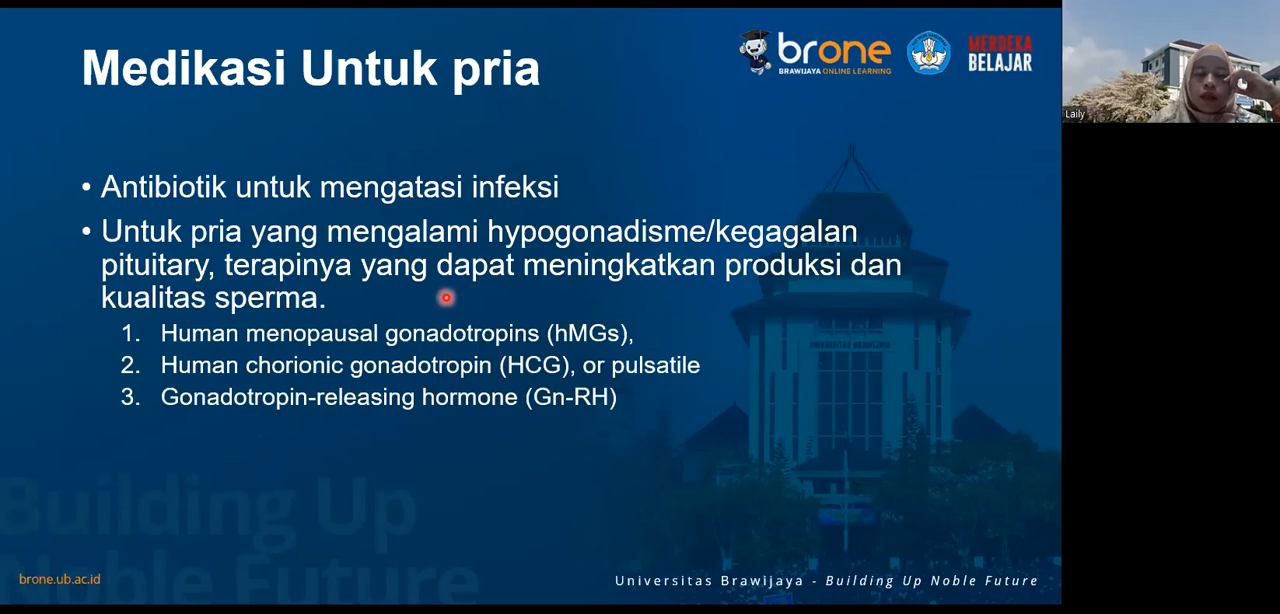 Medikasi Untuk pria
brone
BRAWIJAYA ONLINE LEARNING
MERDEKA
BELAJAR
Laily
• Antibiotik untuk mengatasi infeksi
• Untuk pria yang mengalami hypogonadisme/kegagalan
pituitary, terapinya yang dapat meningkatkan produksi dan
kualitas sperma.
1. Human menopausal gonadotropins (hMGs),
2. Human chorionic gonadotropin (HCG), or pulsatile
3. Gonadotropin-releasing hormone (Gn-RH)
UNIVERSITAS BRAWIJAYA
Building Up
Noble Future
brone.ub.ac.id
Universitas Brawijaya - Building Up Noble Future